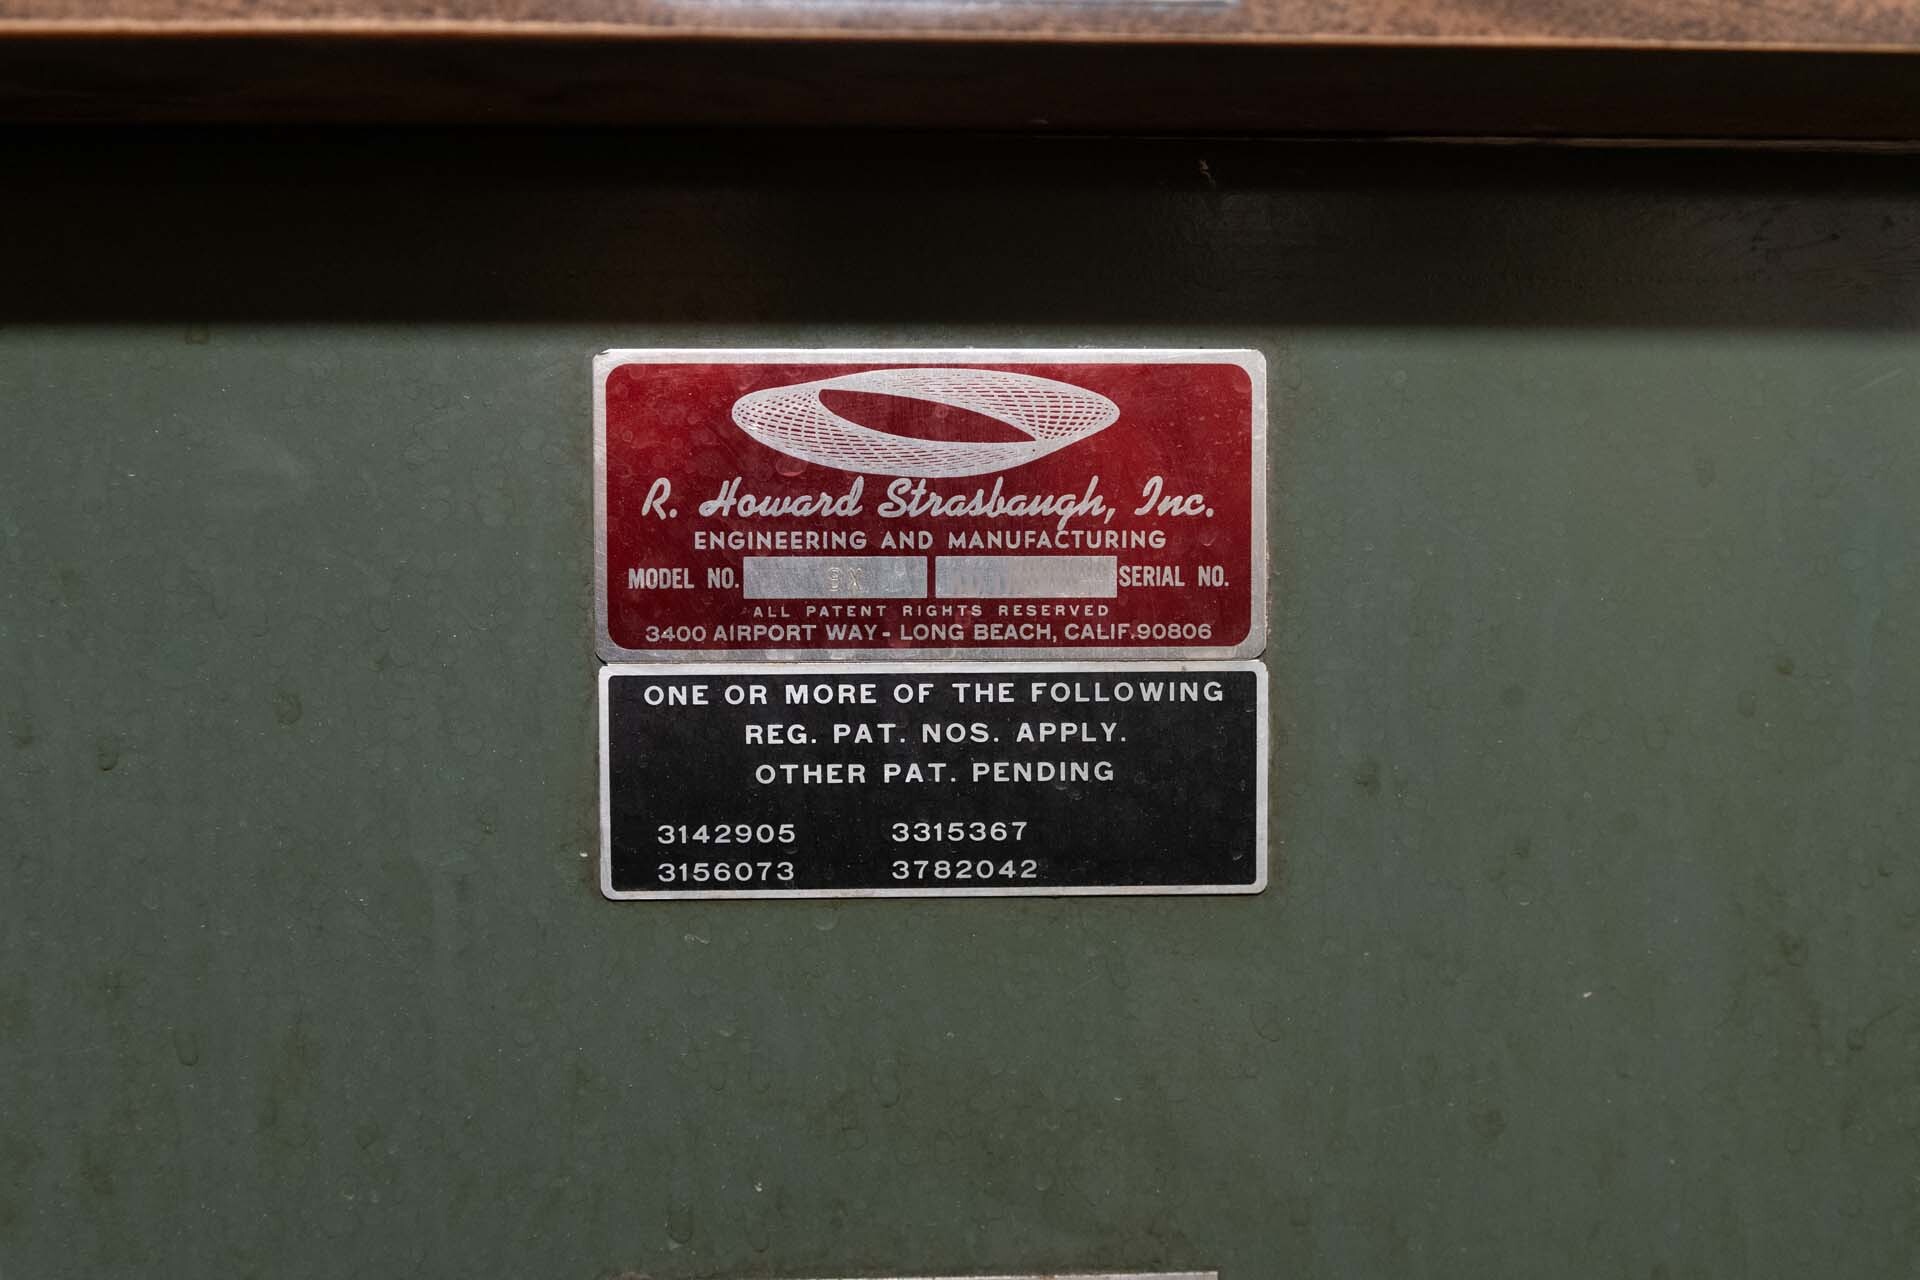 R. Howard Strasbaugh, Inc.
ENGINEERING AND MANUFACTURING
MODEL NO. SERIAL NO.
ALL PATENT RIGHTS RESERVED
3400 AIRPORT WAY - LONG BEACH, CALIF. 90806
ONE OR MORE OF THE FOLLOWING
REG. PAT. NOS. APPLY.
OTHER PAT. PENDING
3142905 3315367
3156073 3782042